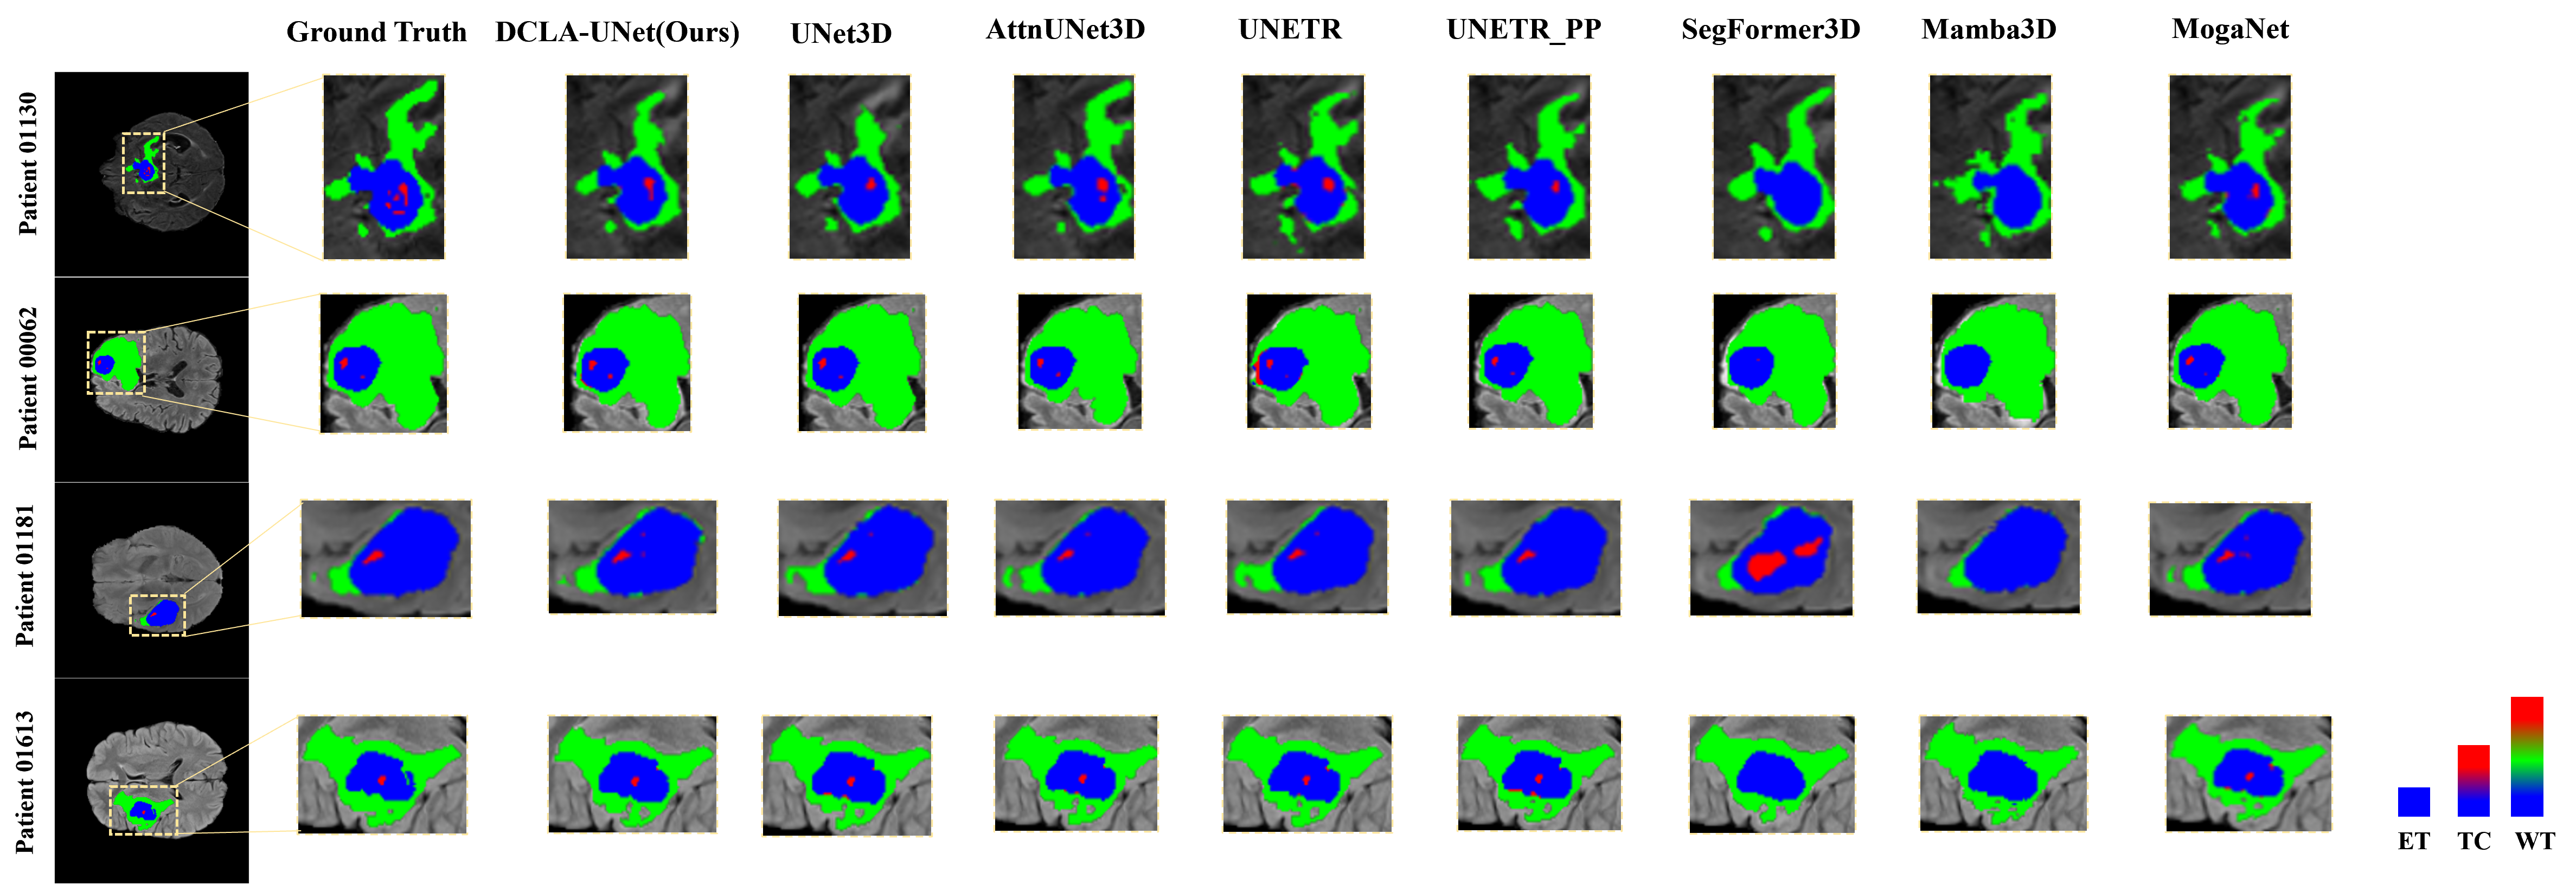 Ground Truth DCLA-UNet(Ours) UNet3D AttnUNet3D UNETR UNETR_PP SegFormer3D Mamba3D MogaNet
Patient 01130
Patient 00062
Patient 01181
Patient 01613
ET TC WT